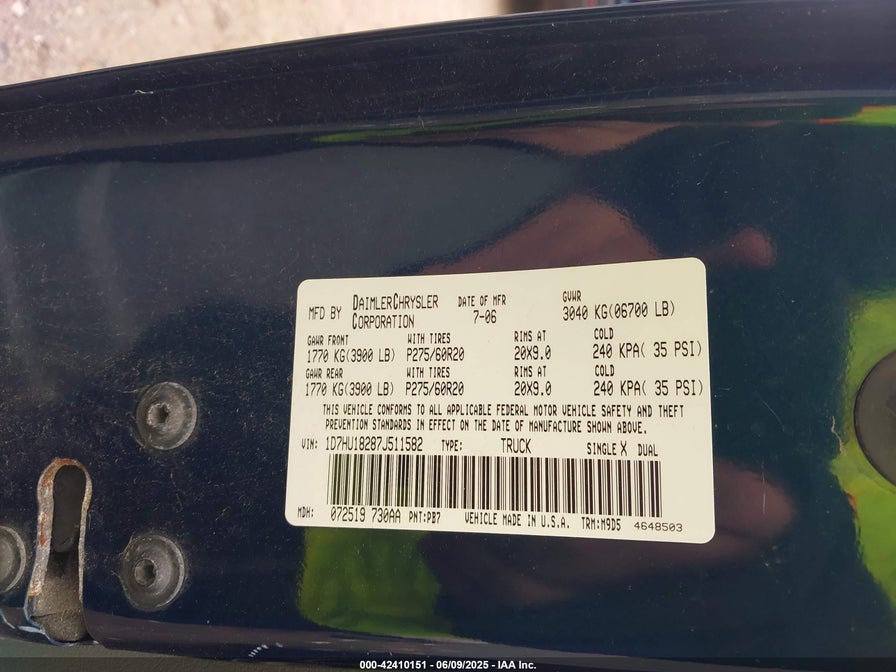 MFD BY DAIMLERCHRYSLER CORPORATION DATE OF MFR 7-06 GVWR 3040 KG(06700 LB)
GAWR FRONT WITH TIRES RIMS AT COLD
1770 KG(3900 LB) P275/60R20 20X9.0 240 KPA( 35 PSI)
GAWR REAR WITH TIRES RIMS AT COLD
1770 KG(3900 LB) P275/60R20 20X9.0 240 KPA( 35 PSI)
THIS VEHICLE CONFORMS TO ALL APPLICABLE FEDERAL MOTOR VEHICLE SAFETY AND THEFT
PREVENTION STANDARDS IN EFFECT ON THE DATE OF MANUFACTURE SHOWN ABOVE.
VIN: 1D7HU18287J511582 TYPE: TRUCK SINGLE X DUAL
MDH: 072519 730AA PNT:PB7 VEHICLE MADE IN U.S.A. TRM:M9D5 4648503
000-42410151 - 06/09/2025 - IAA Inc.